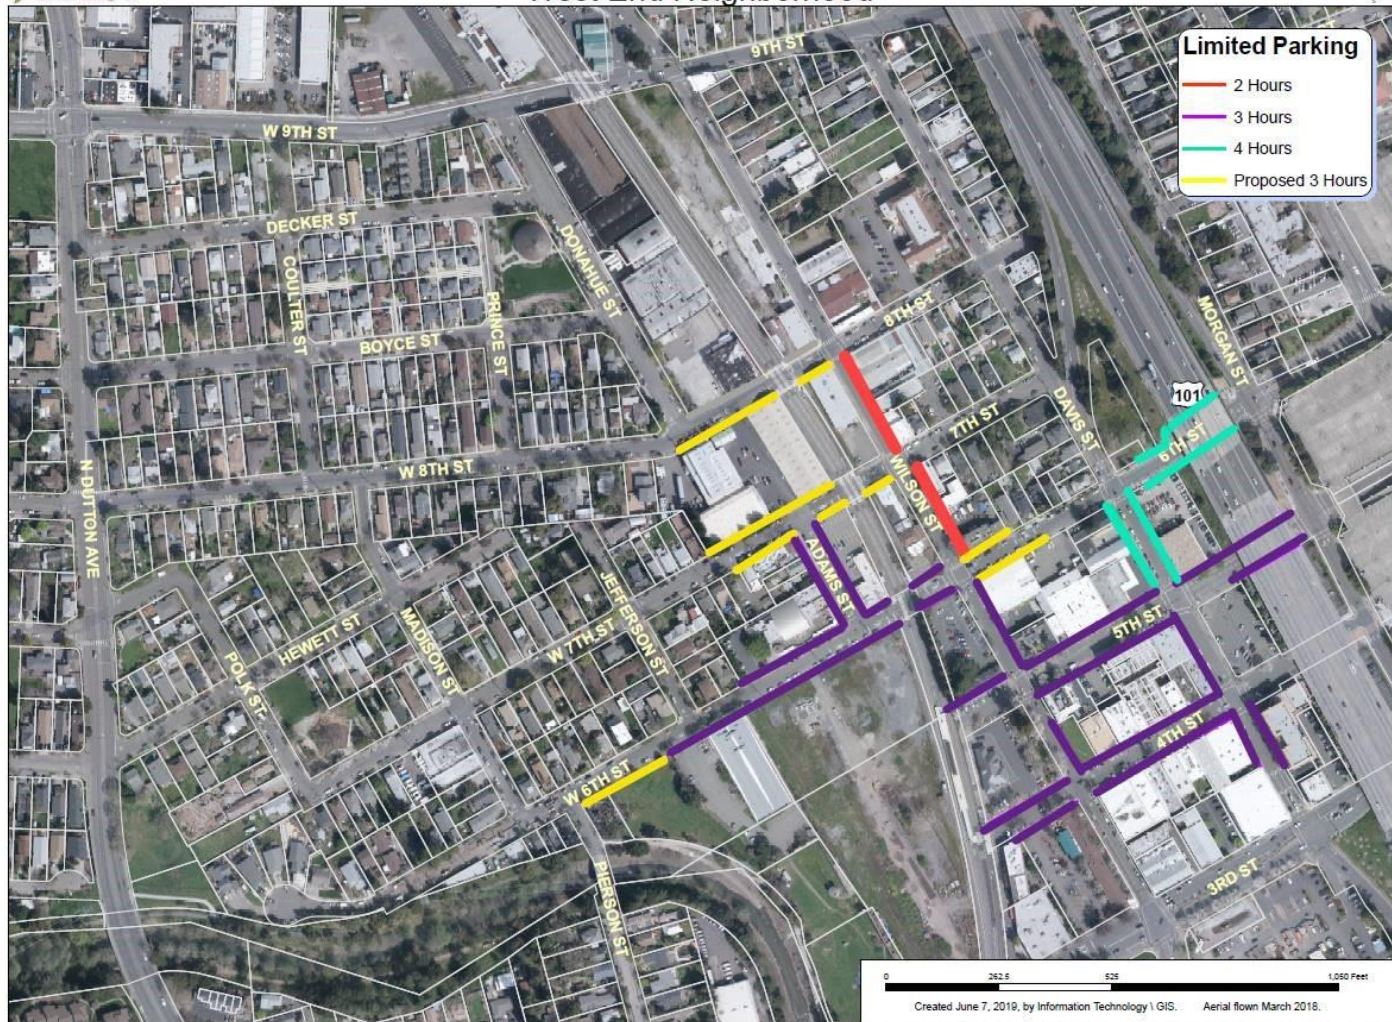 West End Neighborhood
9TH ST
Limited Parking
2 Hours
3 Hours
4 Hours
Proposed 3 Hours
W 9TH ST
DECKER ST
COULTER ST
DONAHUE ST
PRINCE ST
BOYCE ST
8TH ST
MORGAN ST
101
DAVIS ST
7TH ST
6TH ST
W 8TH ST
WILSON ST
N DUTTON AVE
ADAMS ST
JEFFERSON ST
MADISON ST
HEWETT ST
W 7TH ST
POLK ST
5TH ST
4TH ST
W 6TH ST
PIERSON ST
3RD ST
0 262.5 525 1,050 Feet
Created June 7, 2019, by Information Technology \ GIS. Aerial flown March 2018.